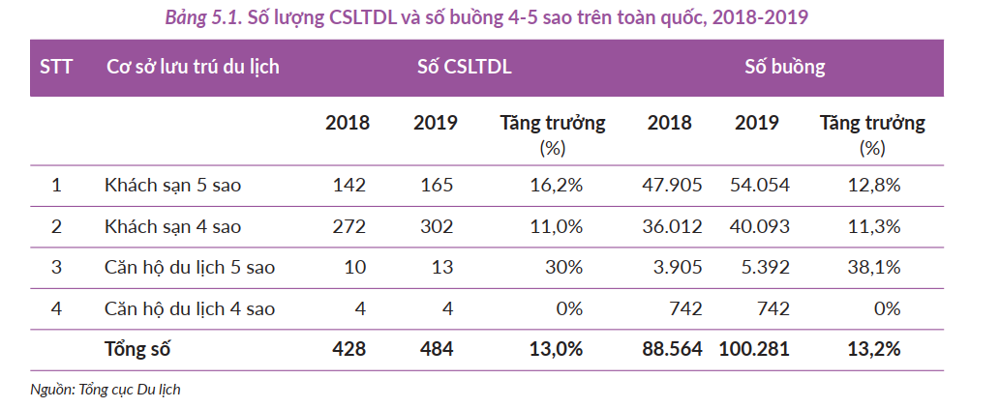 Bảng 5.1. Số lượng CSLTDL và số buồng 4-5 sao trên toàn quốc, 2018-2019
STT Cơ sở lưu trú du lịch Số CSLTDL Số buồng
2018 2019 Tăng trưởng (%) 2018 2019 Tăng trưởng (%)
1 Khách sạn 5 sao 142 165 16,2% 47.905 54.054 12,8%
2 Khách sạn 4 sao 272 302 11,0% 36.012 40.093 11,3%
3 Căn hộ du lịch 5 sao 10 13 30% 3.905 5.392 38,1%
4 Căn hộ du lịch 4 sao 4 4 0% 742 742 0%
Tổng số 428 484 13,0% 88.564 100.281 13,2%
Nguồn: Tổng cục Du lịch